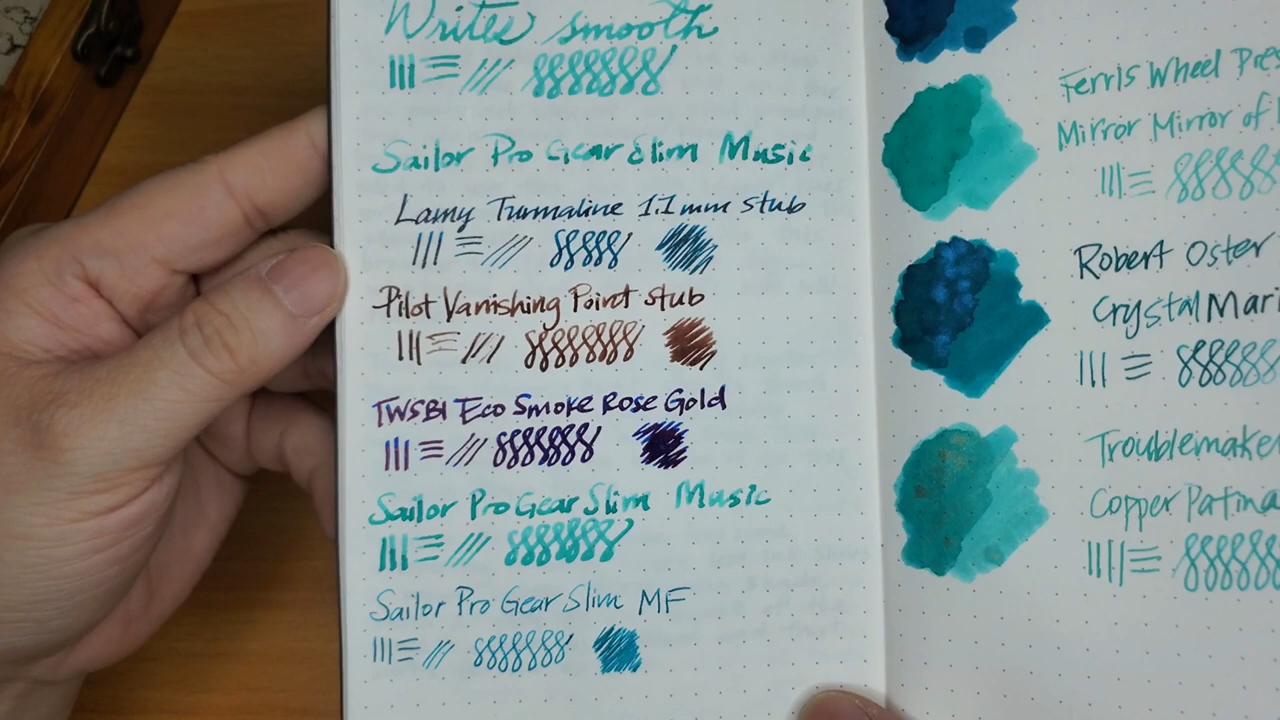 Writes smooth
Sailor Pro Gear Slim Music
Lamy Turmaline 1.1mm stub
Pilot Vanishing Point stub
TWSBI Eco Smoke Rose Gold
Sailor Pro Gear Slim Music
Sailor Pro Gear Slim MF
Ferris Wheel Pres
Mirror Mirror of
Robert Oster
Crystal Mari
Troublemaker
Copper Patina